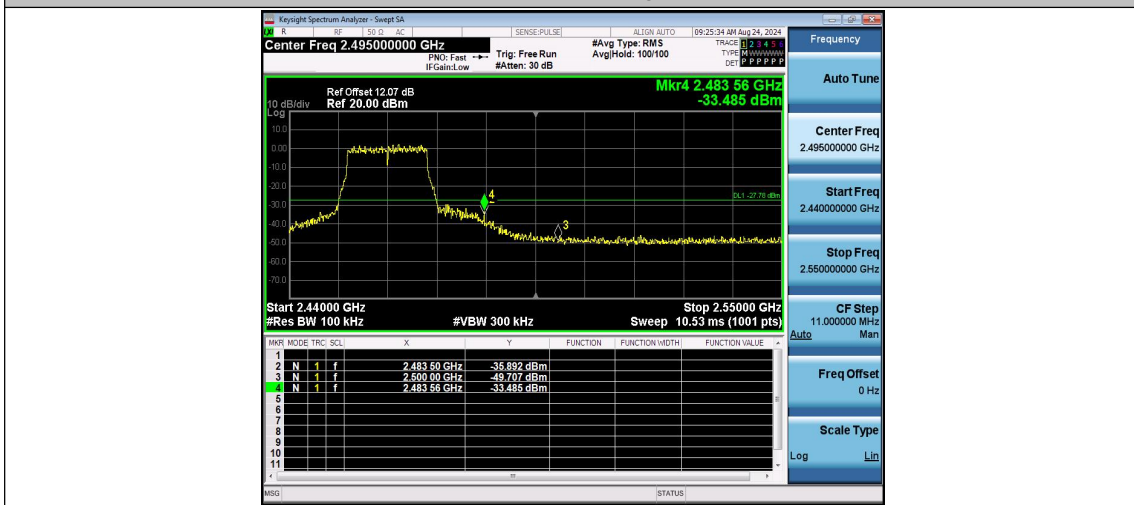 Keysight Spectrum Analyzer - Swept SA
LXI R RF 50 Ω AC SENSE:PULSE ALIGN AUTO 09:25:34 AM Aug 24, 2024
Center Freq 2.495000000 GHz
PNO: Fast
IFGain:Low
Trig: Free Run
#Atten: 30 dB
#Avg Type: RMS
Avg|Hold: 100/100
TRACE 1 2 3 4 5 6
TYPE M W W W W W
DET P P P P P P
Ref Offset 12.07 dB
Ref 20.00 dBm
10 dB/div
Log
Mkr4 2.483 56 GHz
-33.485 dBm
10.0
0.00
-10.0
-20.0
-30.0
-40.0
-50.0
-60.0
-70.0
DL1 -27.76 dBm
4
3
Start 2.44000 GHz Stop 2.55000 GHz
#Res BW 100 kHz #VBW 300 kHz Sweep 10.53 ms (1001 pts)
MKR MODE TRC SCL X Y FUNCTION FUNCTION WIDTH FUNCTION VALUE
1
2 N 1 f 2.483 50 GHz -35.892 dBm
3 N 1 f 2.500 00 GHz -49.707 dBm
4 N 1 f 2.483 56 GHz -33.485 dBm
5
6
7
8
9
10
11
MSG STATUS
Frequency
Auto Tune
Center Freq
2.495000000 GHz
Start Freq
2.440000000 GHz
Stop Freq
2.550000000 GHz
CF Step
11.000000 MHz
Auto Man
Freq Offset
0 Hz
Scale Type
Log Lin